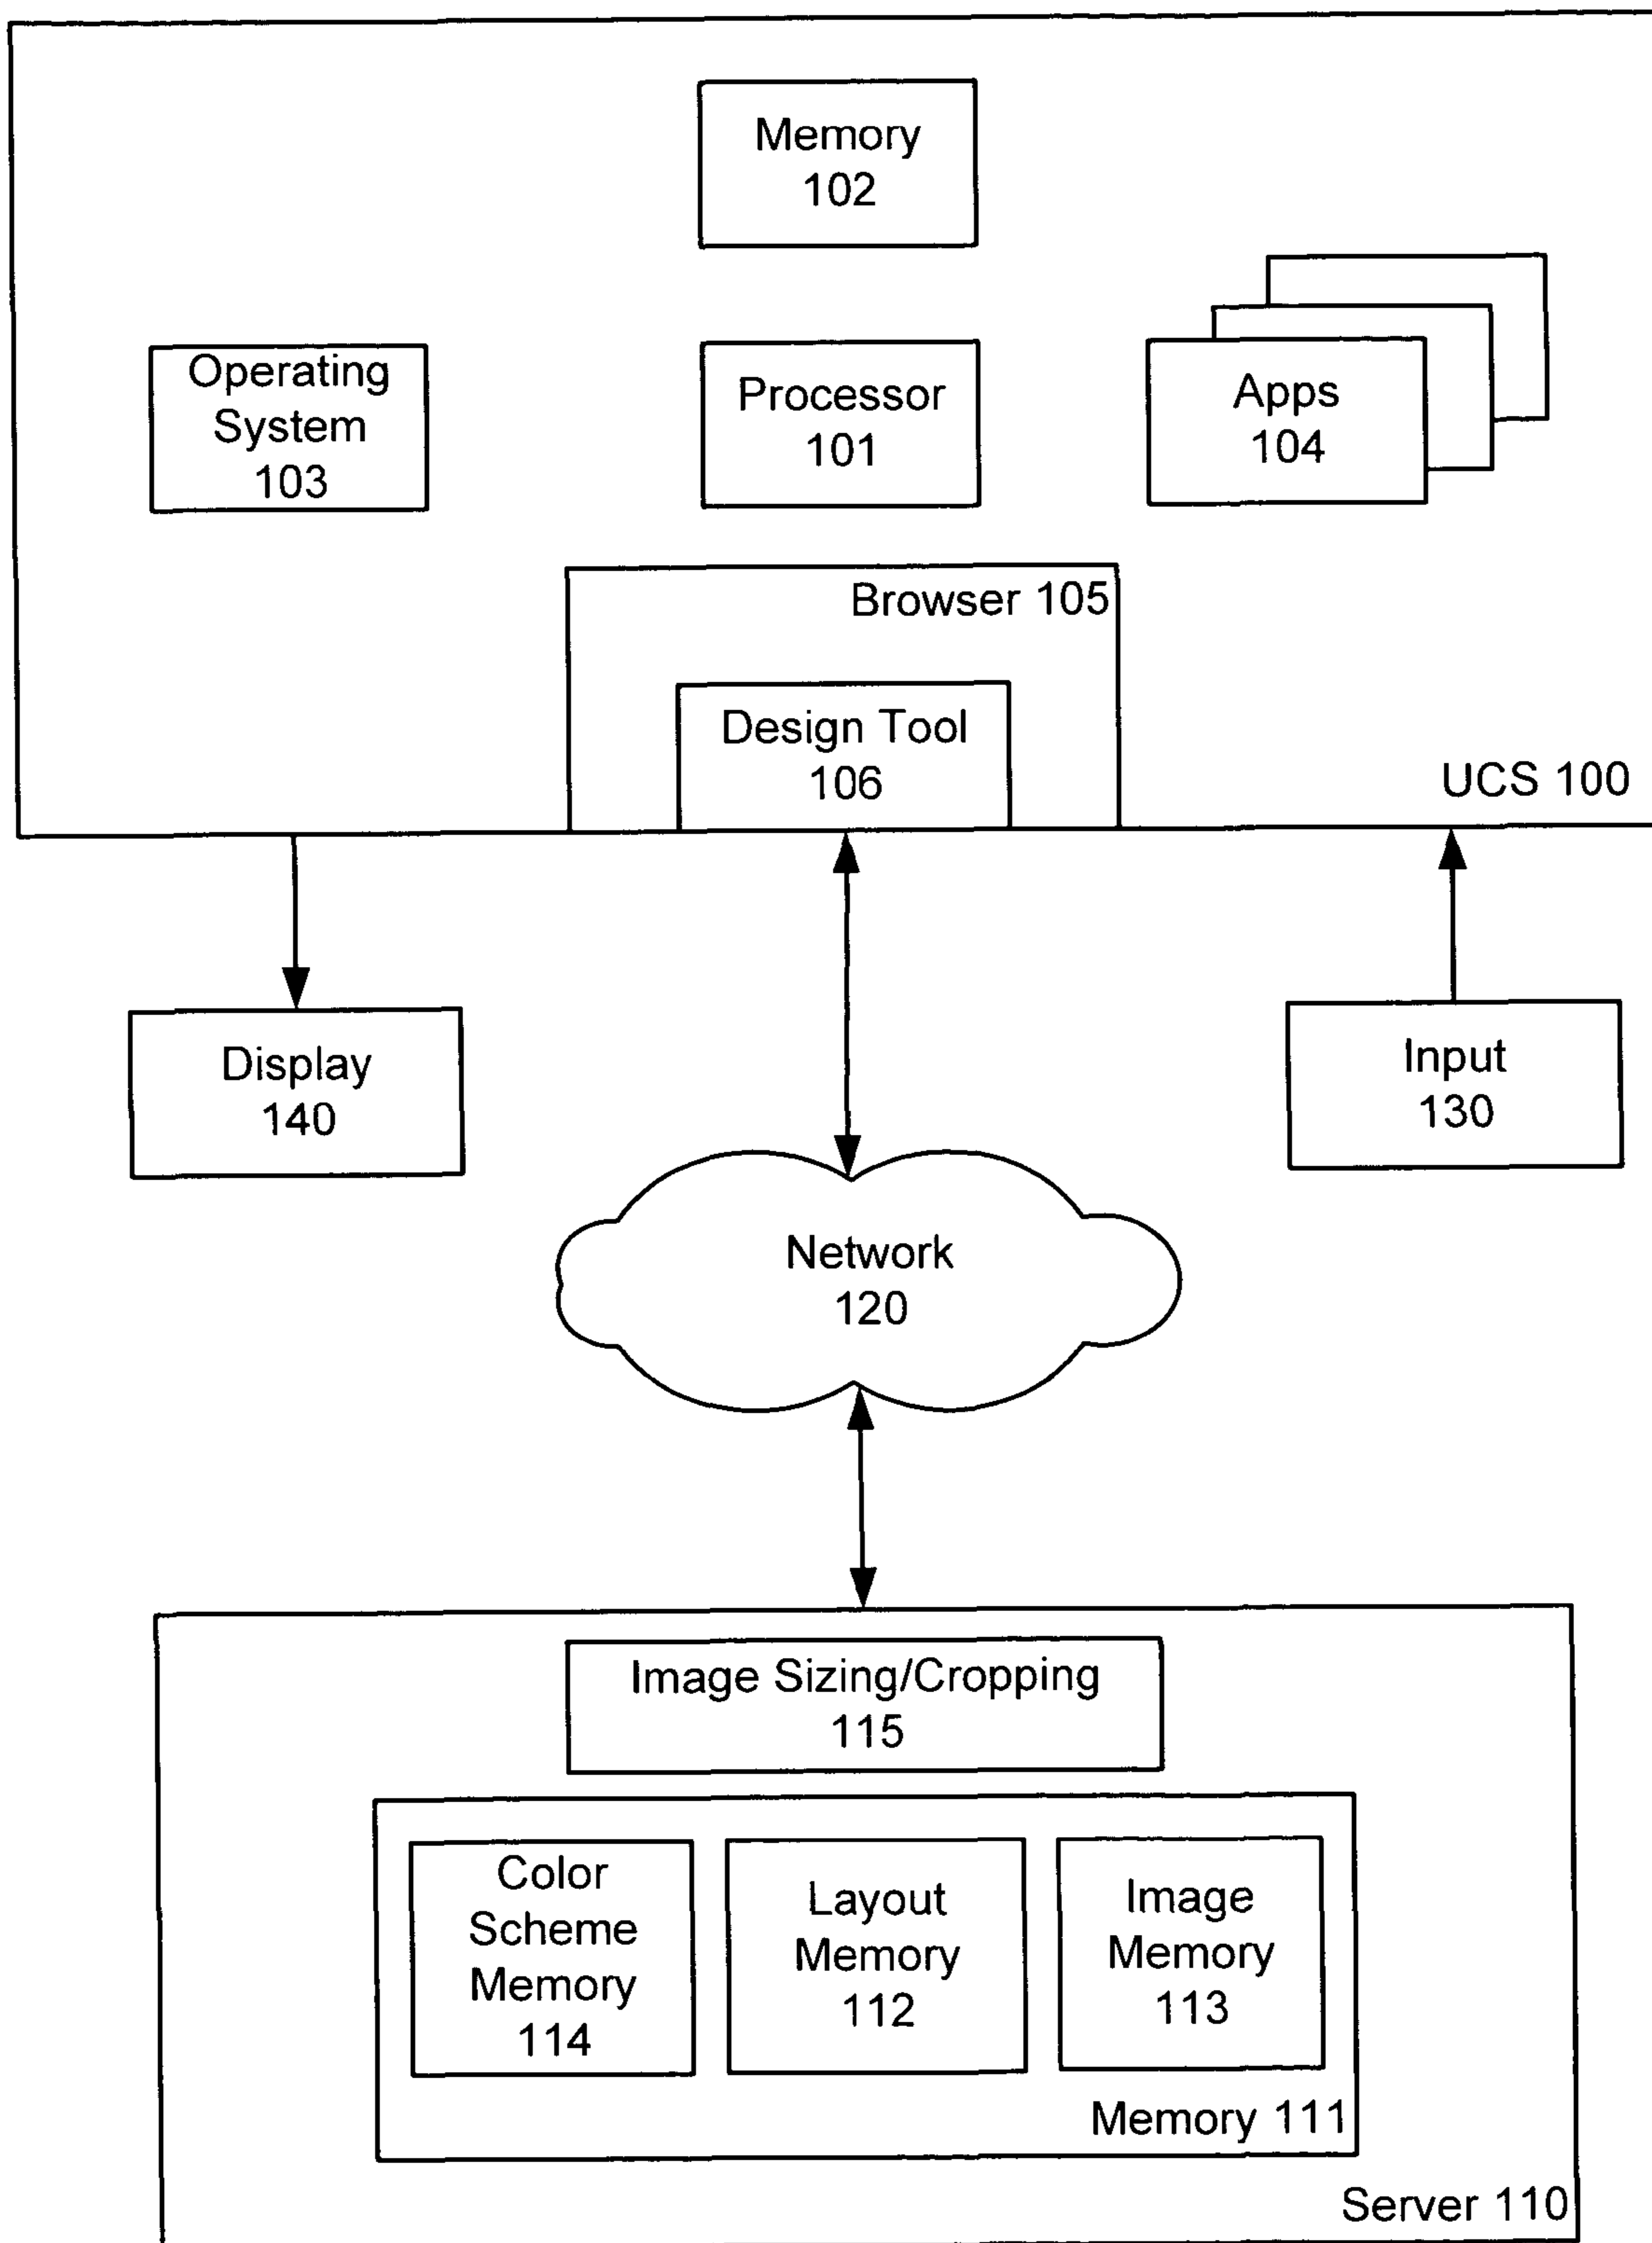 Memory
102
Operating
System
103
Processor
101
Apps
104
Browser 105
Design Tool
106
UCS 100
Display
140
Input
130
Network
120
Image Sizing/Cropping
115
Color
Scheme
Memory
114
Layout
Memory
112
Image
Memory
113
Memory 111
Server 110